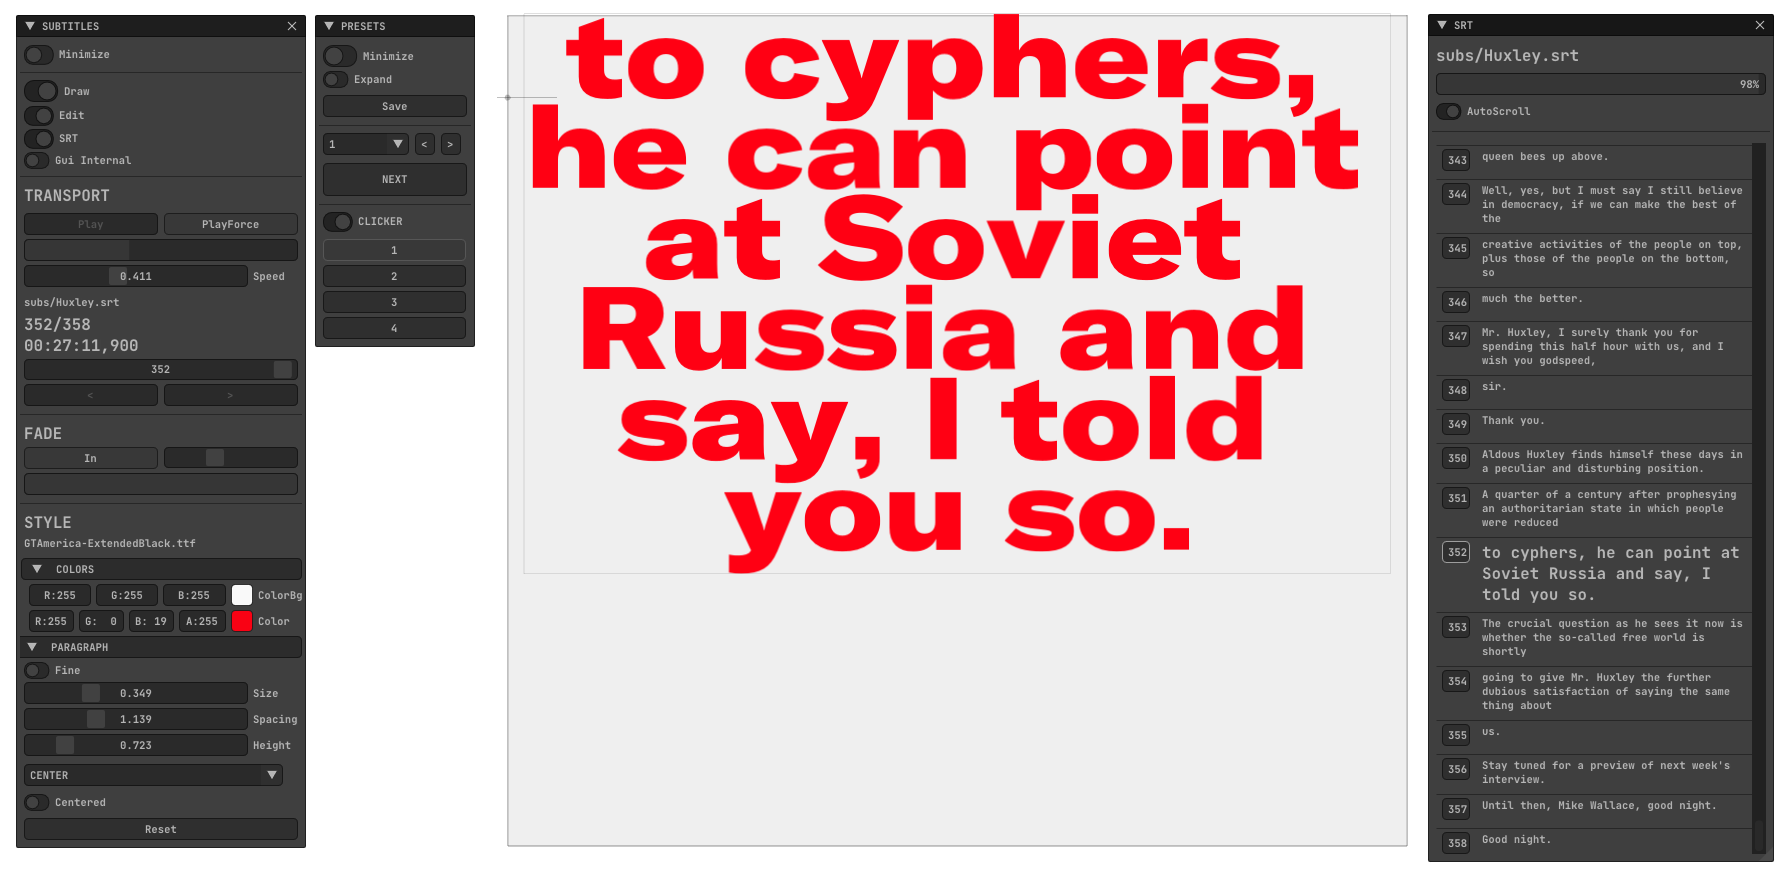 SUBTITLES
Minimize
Draw
Edit
SRT
Gui Internal
TRANSPORT
Play
PlayForce
0.411
Speed
subs/Huxley.srt
352/358
00:27:11,900
352
<
>
FADE
In
STYLE
GTAmerica-ExtendedBlack.ttf
COLORS
R:255 G:255 B:255 ColorBg
R:255 G: 0 B: 19 A:255 Color
PARAGRAPH
Fine
0.349 Size
1.139 Spacing
0.723 Height
CENTER
Centered
Reset
PRESETS
Minimize
Expand
Save
1 < >
NEXT
CLICKER
1
2
3
4
to cyphers,
he can point
at Soviet
Russia and
say, I told
you so.
SRT
subs/Huxley.srt
98%
AutoScroll
343 queen bees up above.
344 Well, yes, but I must say I still believe
in democracy, if we can make the best of
the
345 creative activities of the people on top,
plus those of the people on the bottom,
so
346 much the better.
347 Mr. Huxley, I surely thank you for
spending this half hour with us, and I
wish you godspeed,
348 sir.
349 Thank you.
350 Aldous Huxley finds himself these days in
a peculiar and disturbing position.
351 A quarter of a century after prophesying
an authoritarian state in which people
were reduced
352 to cyphers, he can point at
Soviet Russia and say, I
told you so.
353 The crucial question as he sees it now is
whether the so-called free world is
shortly
354 going to give Mr. Huxley the further
dubious satisfaction of saying the same
thing about
355 us.
356 Stay tuned for a preview of next week's
interview.
357 Until then, Mike Wallace, good night.
358 Good night.